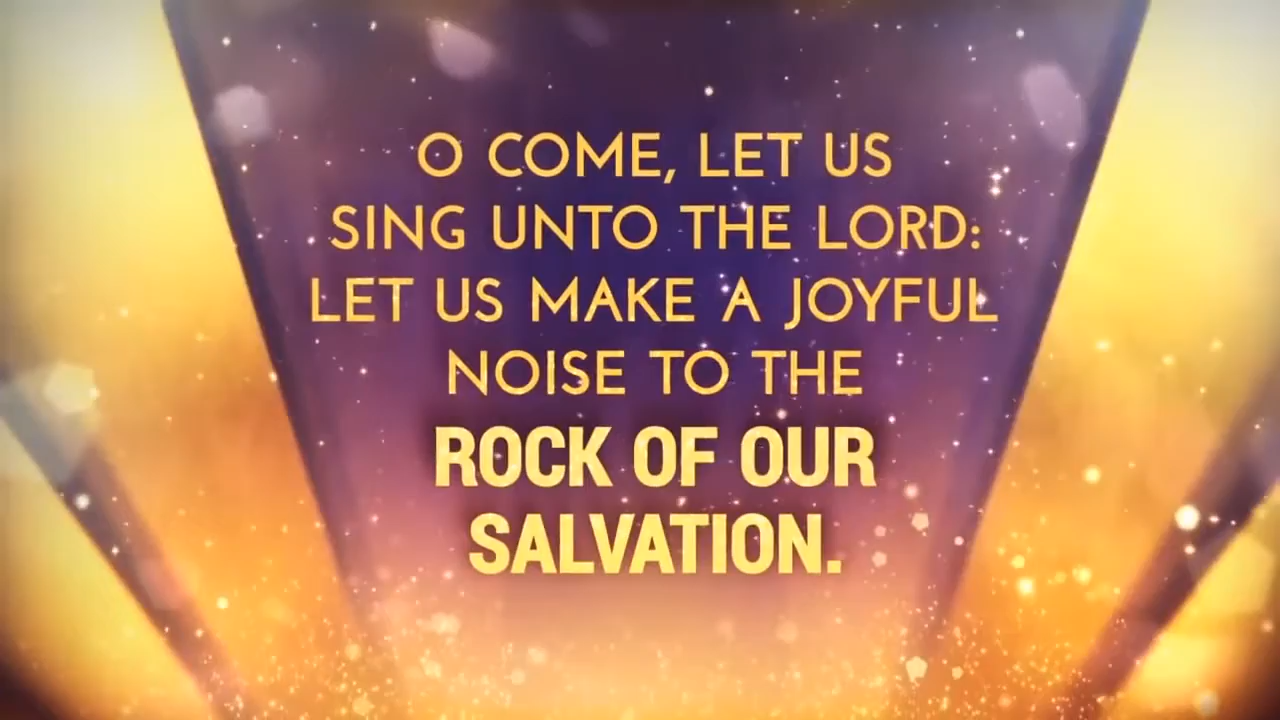 O COME, LET US
SING UNTO THE LORD:
LET US MAKE A JOYFUL
NOISE TO THE
ROCK OF OUR
SALVATION.